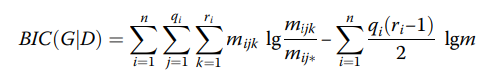 BIC(G|D) = \sum_{i=1}^{n} \sum_{j=1}^{q_i} \sum_{k=1}^{r_i} m_{ijk} \lg \frac{m_{ijk}}{m_{ij*}} - \sum_{i=1}^{n} \frac{q_i(r_i-1)}{2} \lg m